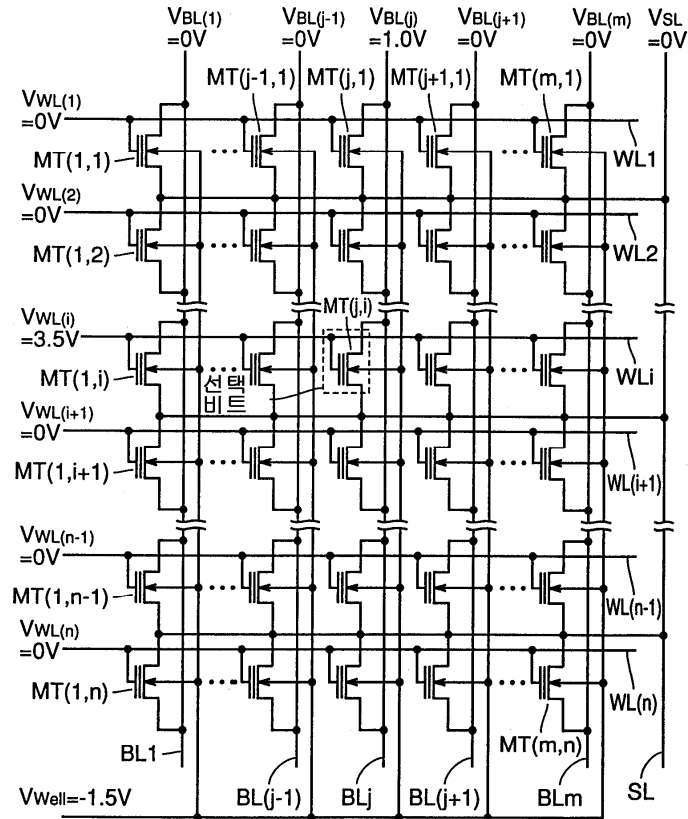 VBL(1) =0V
VBL(j-1) =0V
VBL(j) =1.0V
VBL(j+1) =0V
VBL(m) =0V
VSL =0V
MT(j-1,1) MT(j,1) MT(j+1,1) MT(m,1)
VWL(1)
=0V
WL1
MT(1,1)
VWL(2)
=0V
MT(1,2)
WL2
MT(j,i)
VWL(i)
=3.5V
MT(1,i)
선택
비트
WLi
VWL(i+1)
=0V
MT(1,i+1)
WL(i+1)
VWL(n-1)
=0V
MT(1,n-1)
WL(n-1)
VWL(n)
=0V
MT(1,n)
WL(n)
MT(m,n)
BL1
BL(j-1) BLj BL(j+1) BLm SL
VWell=-1.5V